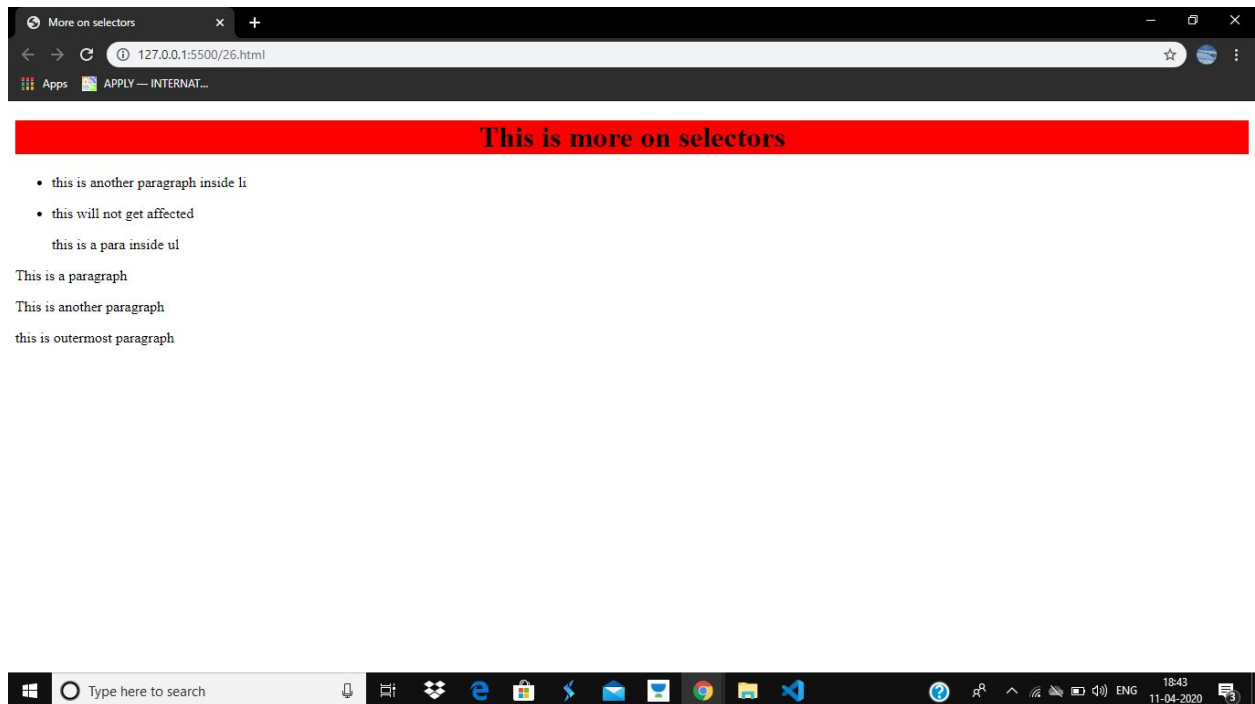 More on selectors
127.0.0.1:5500/26.html
Apps APPLY — INTERNAT...
This is more on selectors
this is another paragraph inside li
this will not get affected
this is a para inside ul
This is a paragraph
This is another paragraph
this is outermost paragraph
Type here to search
ENG
18:43
11-04-2020
3